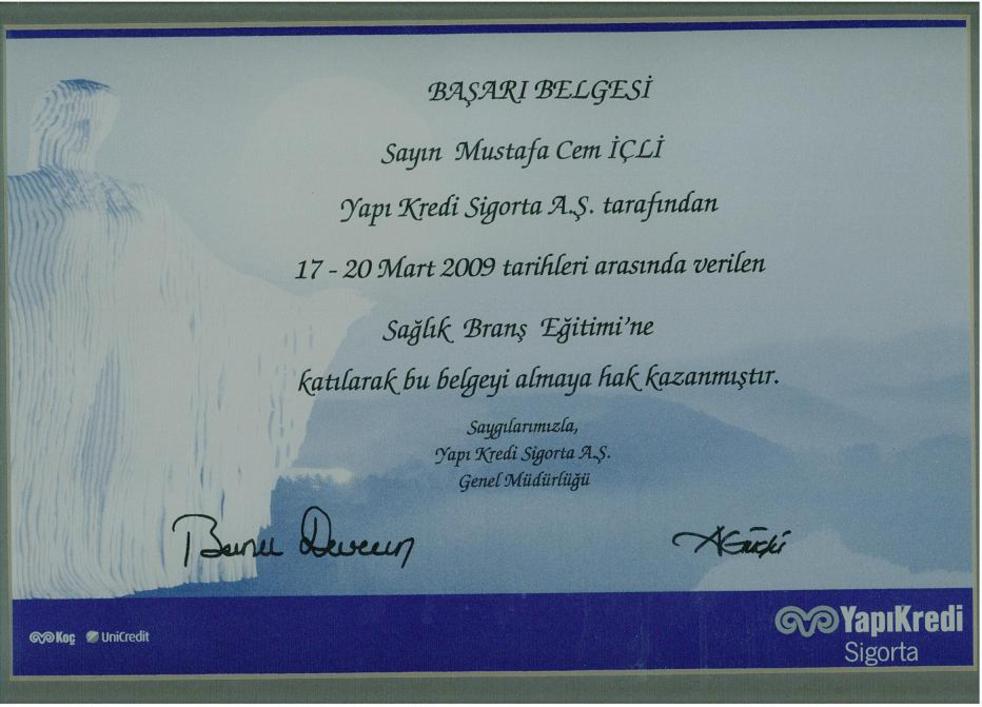 BAŞARI BELGESİ
Sayın Mustafa Cem İÇLİ
Yapı Kredi Sigorta A.Ş. tarafından
17 - 20 Mart 2009 tarihleri arasında verilen
Sağlık Branş Eğitimi'ne
katılarak bu belgeyi almaya hak kazanmıştır.
Saygılarımızla,
Yapı Kredi Sigorta A.Ş.
Genel Müdürlüğü
Koç UniCredit
YapıKredi
Sigorta